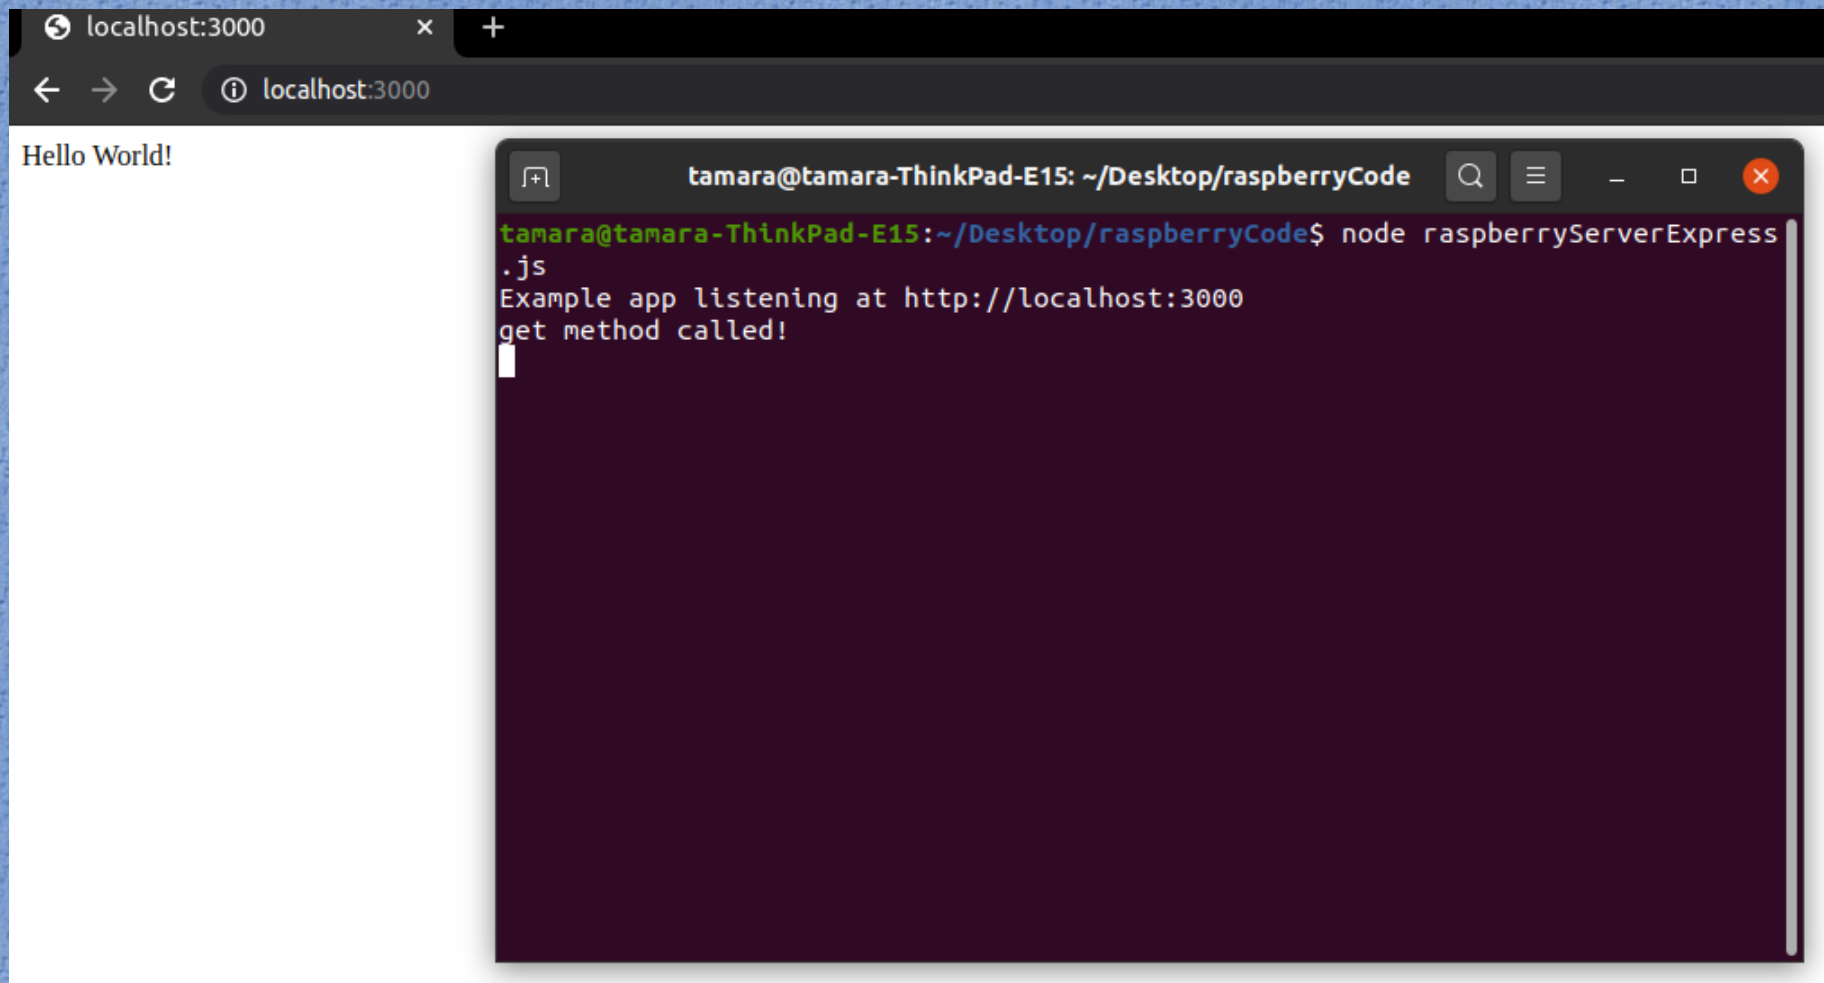 localhost:3000
localhost:3000
Hello World!
tamara@tamara-ThinkPad-E15: ~/Desktop/raspberryCode
tamara@tamara-ThinkPad-E15:~/Desktop/raspberryCode$ node raspberryServerExpress
.js
Example app listening at http://localhost:3000
get method called!